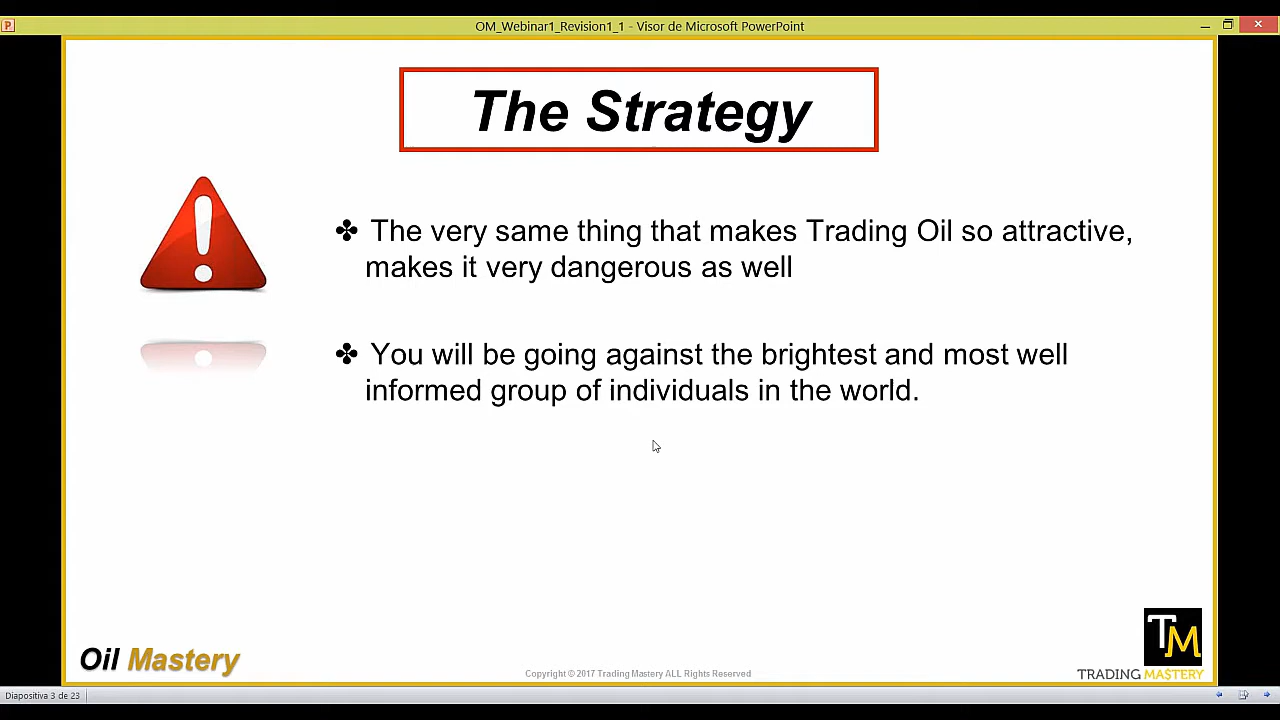 OM_Webinar1_Revision1_1 - Visor de Microsoft PowerPoint
The Strategy
✤ The very same thing that makes Trading Oil so attractive,
makes it very dangerous as well
✤ You will be going against the brightest and most well
informed group of individuals in the world.
Oil Mastery
Copyright © 2017 Trading Mastery ALL Rights Reserved
TM
TRADING MASTERY
Diapositiva 3 de 23